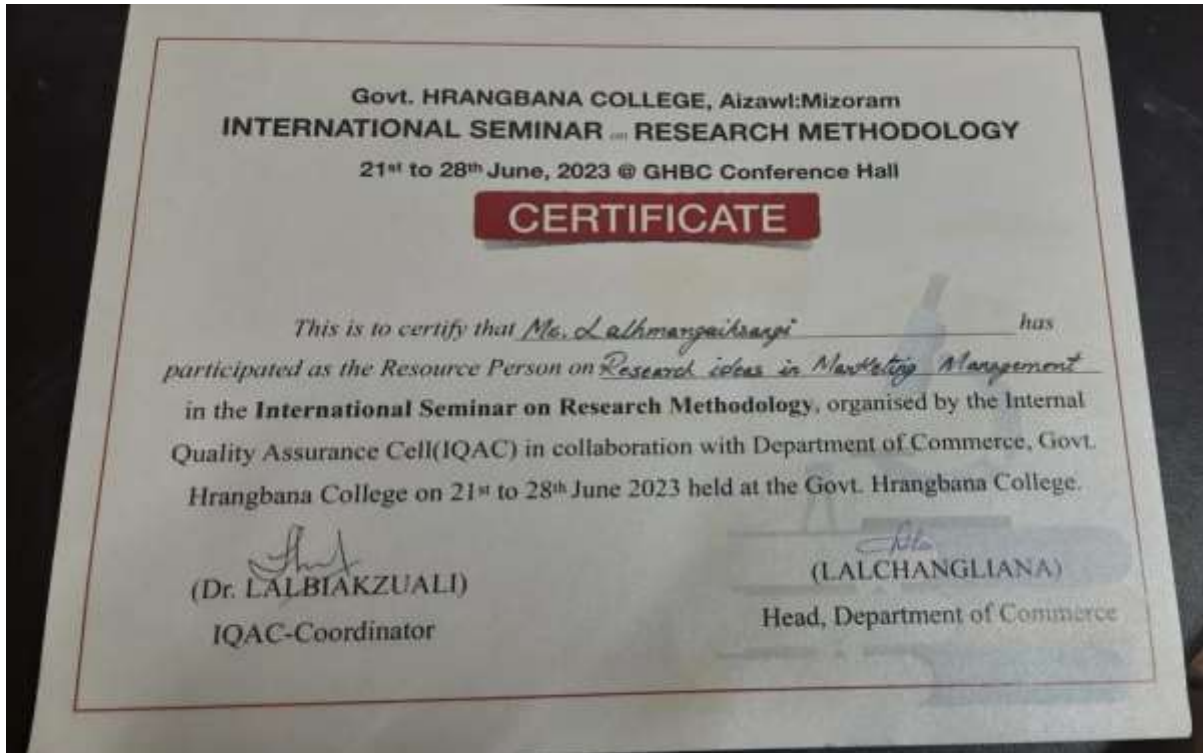 Govt. HRANGBANA COLLEGE, Aizawl:Mizoram
INTERNATIONAL SEMINAR on RESEARCH METHODOLOGY
21st to 28th June, 2023 @ GHBC Conference Hall
CERTIFICATE
This is to certify that Ms. Lalhmangaihsangi has
participated as the Resource Person on Research ideas in Marketing Management
in the International Seminar on Research Methodology, organised by the Internal
Quality Assurance Cell(IQAC) in collaboration with Department of Commerce, Govt.
Hrangbana College on 21st to 28th June 2023 held at the Govt. Hrangbana College.
(Dr. LALBIAKZUALI) (LALCHANGLIANA)
IQAC-Coordinator Head, Department of Commerce